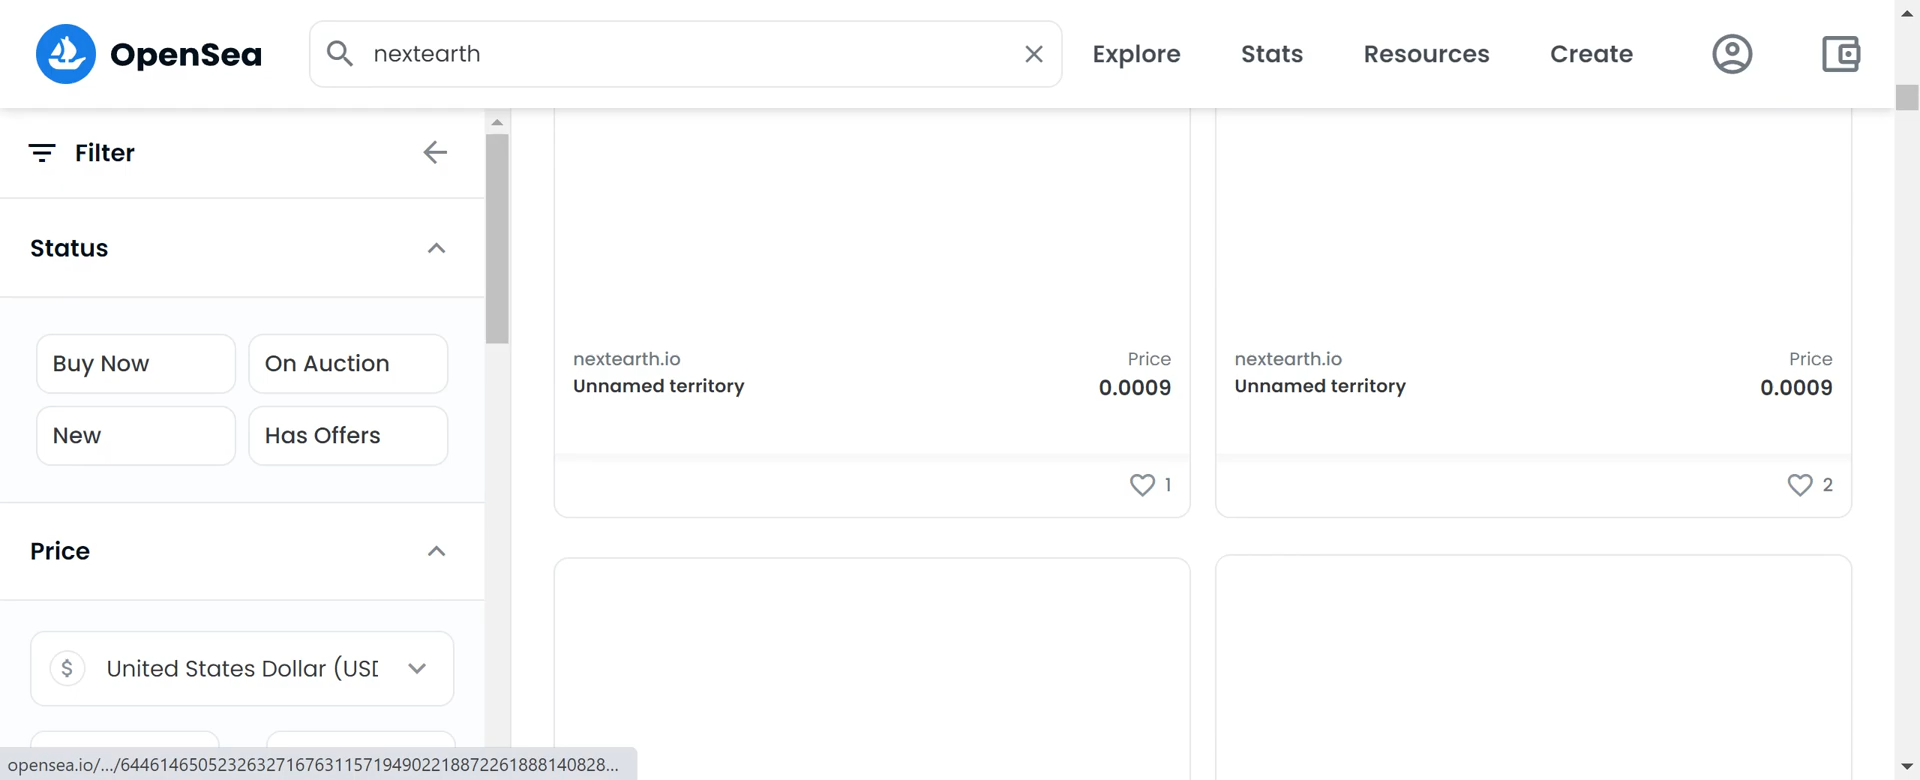 OpenSea
nextearth
Explore
Stats
Resources
Create
Filter
Status
Buy Now
On Auction
New
Has Offers
Price
$ United States Dollar (USD
nextearth.io
Price
Unnamed territory
0.0009
1
nextearth.io
Price
Unnamed territory
0.0009
2
opensea.io/.../64461465052326327167631157194902218872261888140828...